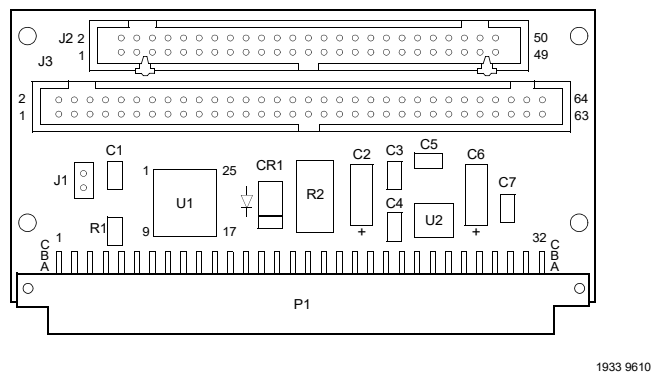 J2 2 50
1 49
J3
2 64
1 63
C1 C2 C3 C5 C6
J1 1 25 CR1 R2 C7
U1 C4 U2
R1 9 17 + +
C 1 32 C
B B
A A
P1
1933 9610